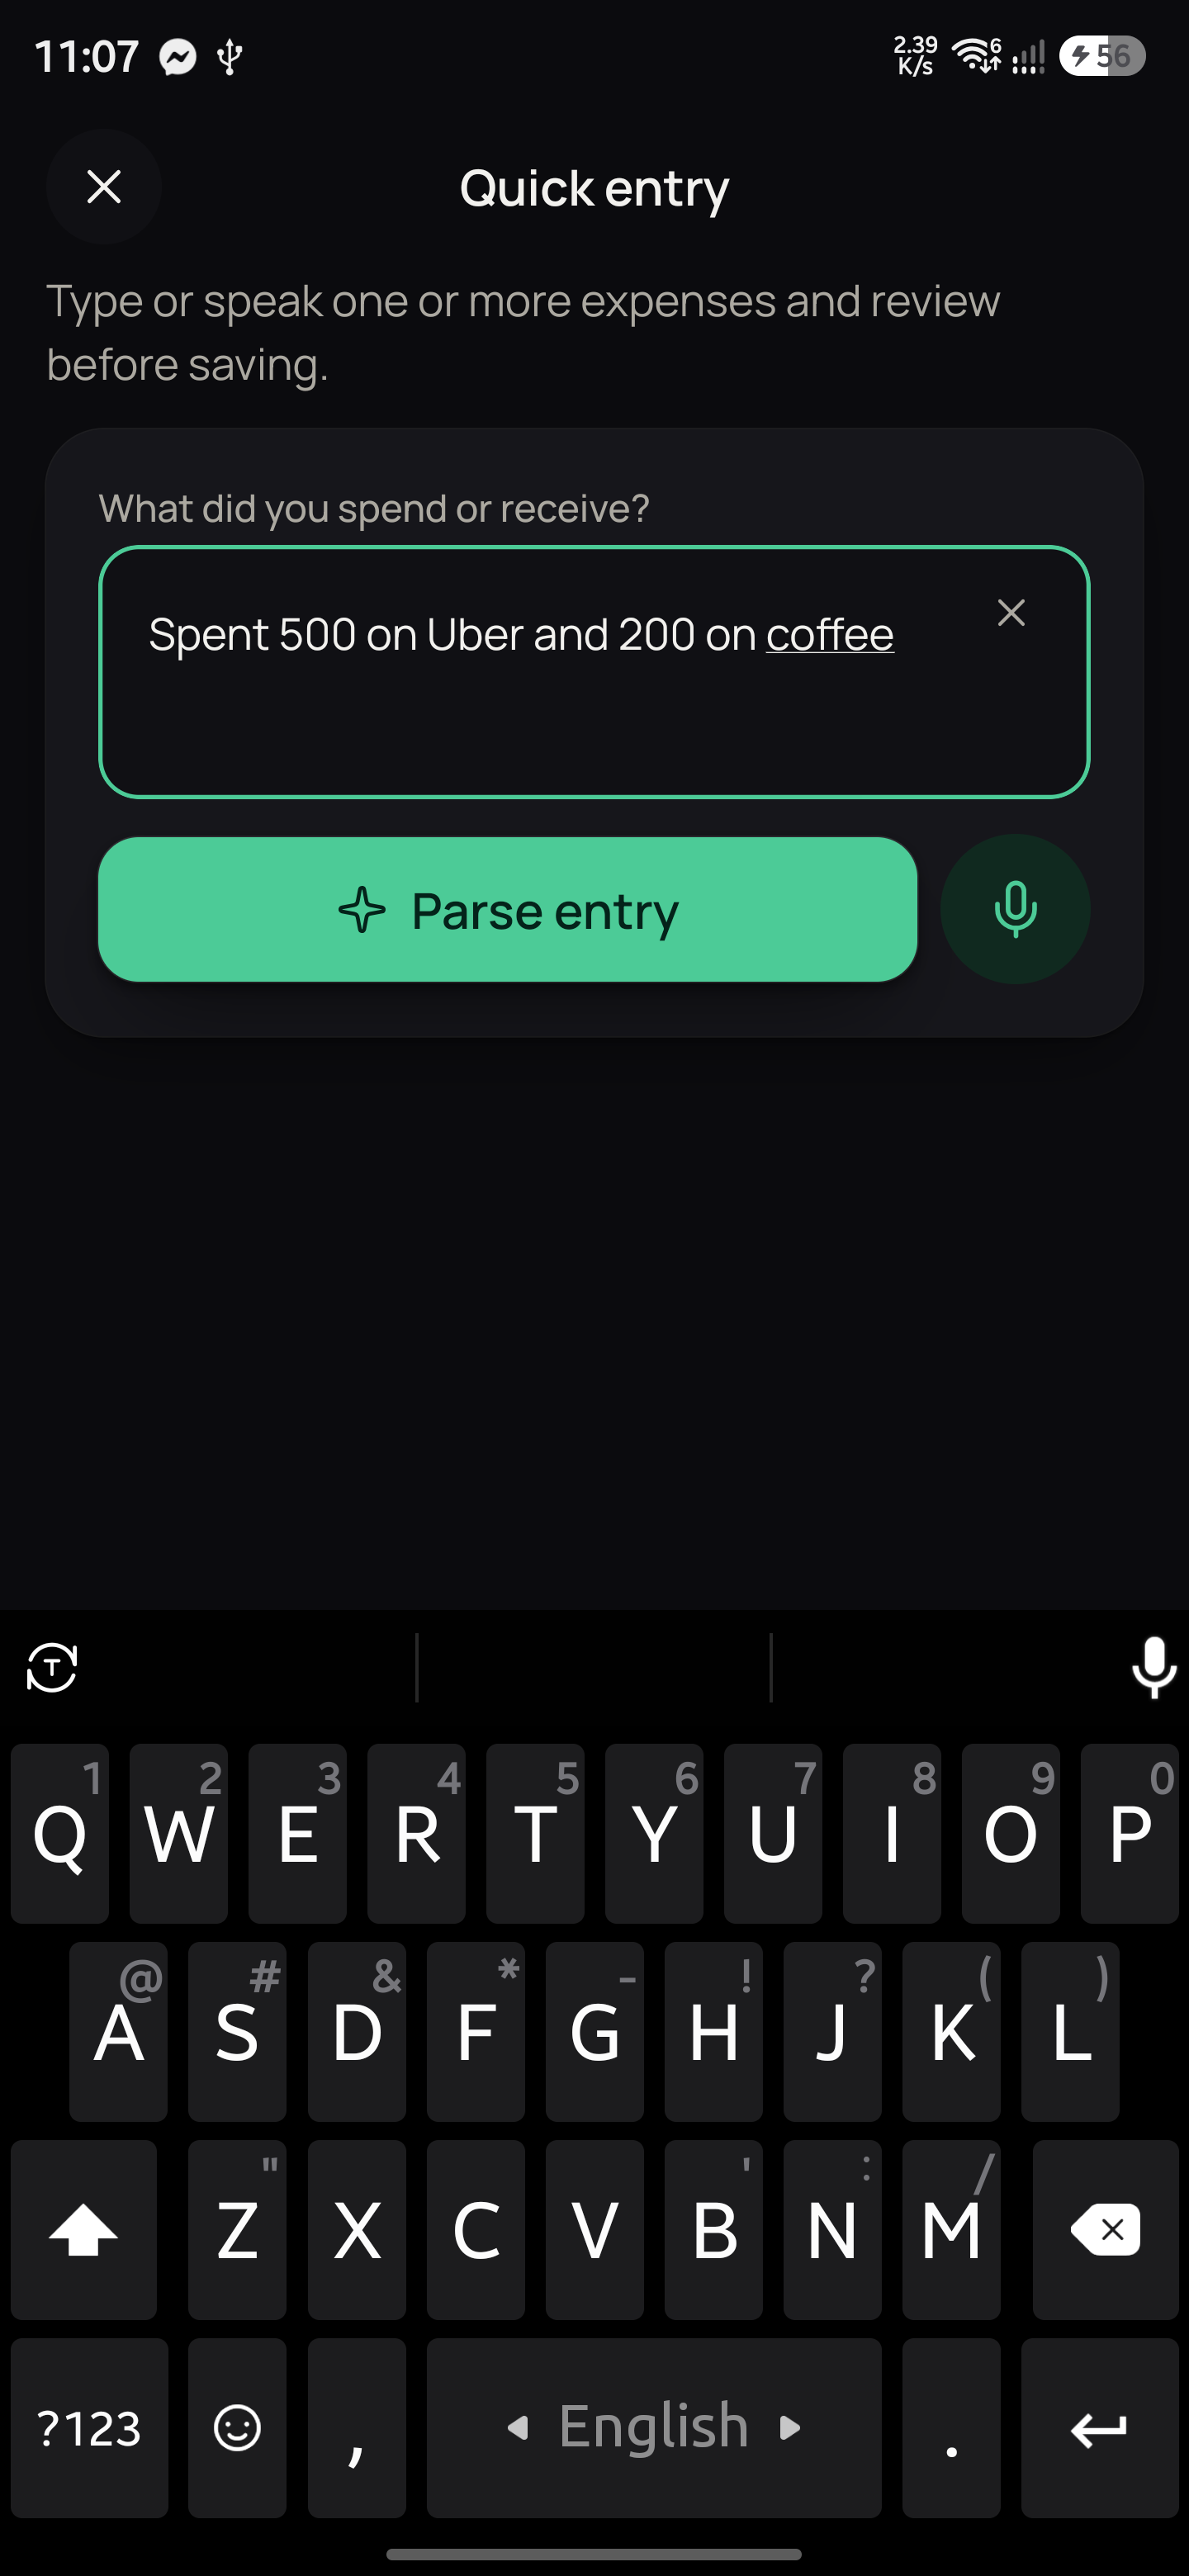 11:07
2.39
K/s
6
56
Quick entry
Type or speak one or more expenses and review
before saving.
What did you spend or receive?
Spent 500 on Uber and 200 on coffee
Parse entry
T
1 2 3 4 5 6 7 8 9 0
Q W E R T Y U I O P
@ # & * - ! ? ( )
A S D F G H J K L
" ' : /
Z X C V B N M
?123 , English .